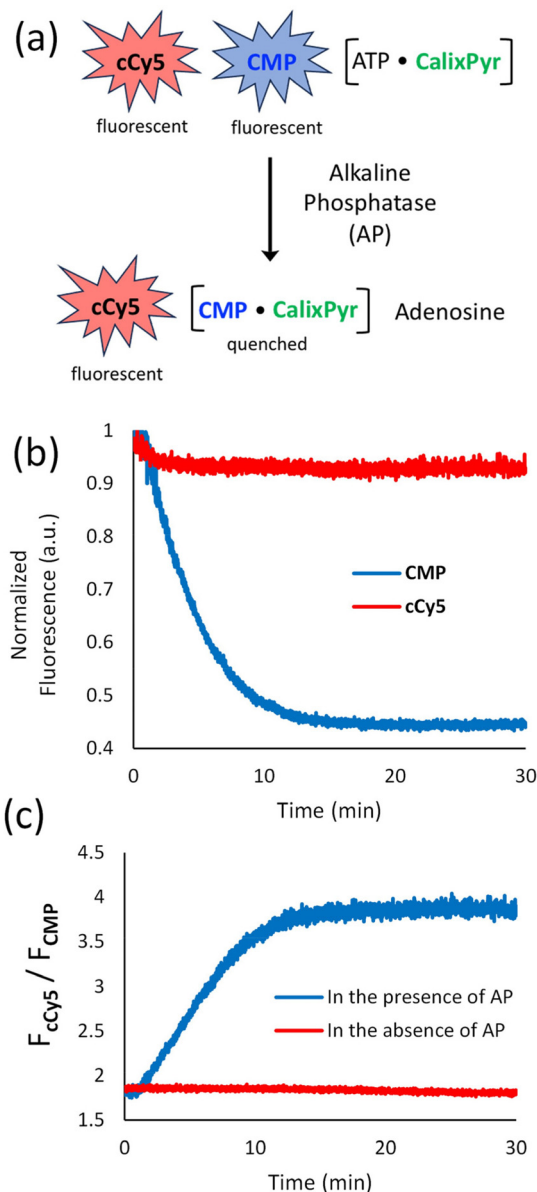 (a)
cCy5
CMP
[ATP • CalixPyr]
fluorescent
fluorescent
Alkaline
Phosphatase
(AP)
cCy5
[CMP • CalixPyr]
Adenosine
quenched
fluorescent
(b)
1
0.9
0.8
0.7
0.6
0.5
0.4
Normalized
Fluorescence (a.u.)
CMP
cCy5
0
10
20
30
Time (min)
(c)
4.5
4
3.5
3
2.5
2
1.5
FcCy5 / FCMP
In the presence of AP
In the absence of AP
0
10
20
30
Time (min)